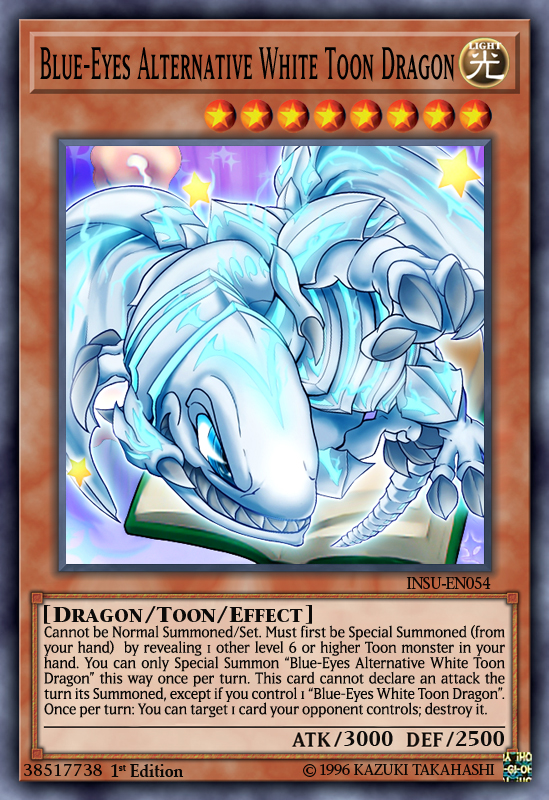 BLUE-EYES ALTERNATIVE WHITE TOON DRAGON
LIGHT
光
INSU-EN054
[DRAGON/TOON/EFFECT]
Cannot be Normal Summoned/Set. Must first be Special Summoned (from
your hand) by revealing 1 other level 6 or higher Toon monster in your
hand. You can only Special Summon “Blue-Eyes Alternative White Toon
Dragon” this way once per turn. This card cannot declare an attack the
turn its Summoned, except if you control 1 “Blue-Eyes White Toon Dragon”.
Once per turn: You can target 1 card your opponent controls; destroy it.
ATK/3000 DEF/2500
38517738 1st Edition © 1996 KAZUKI TAKAHASHI